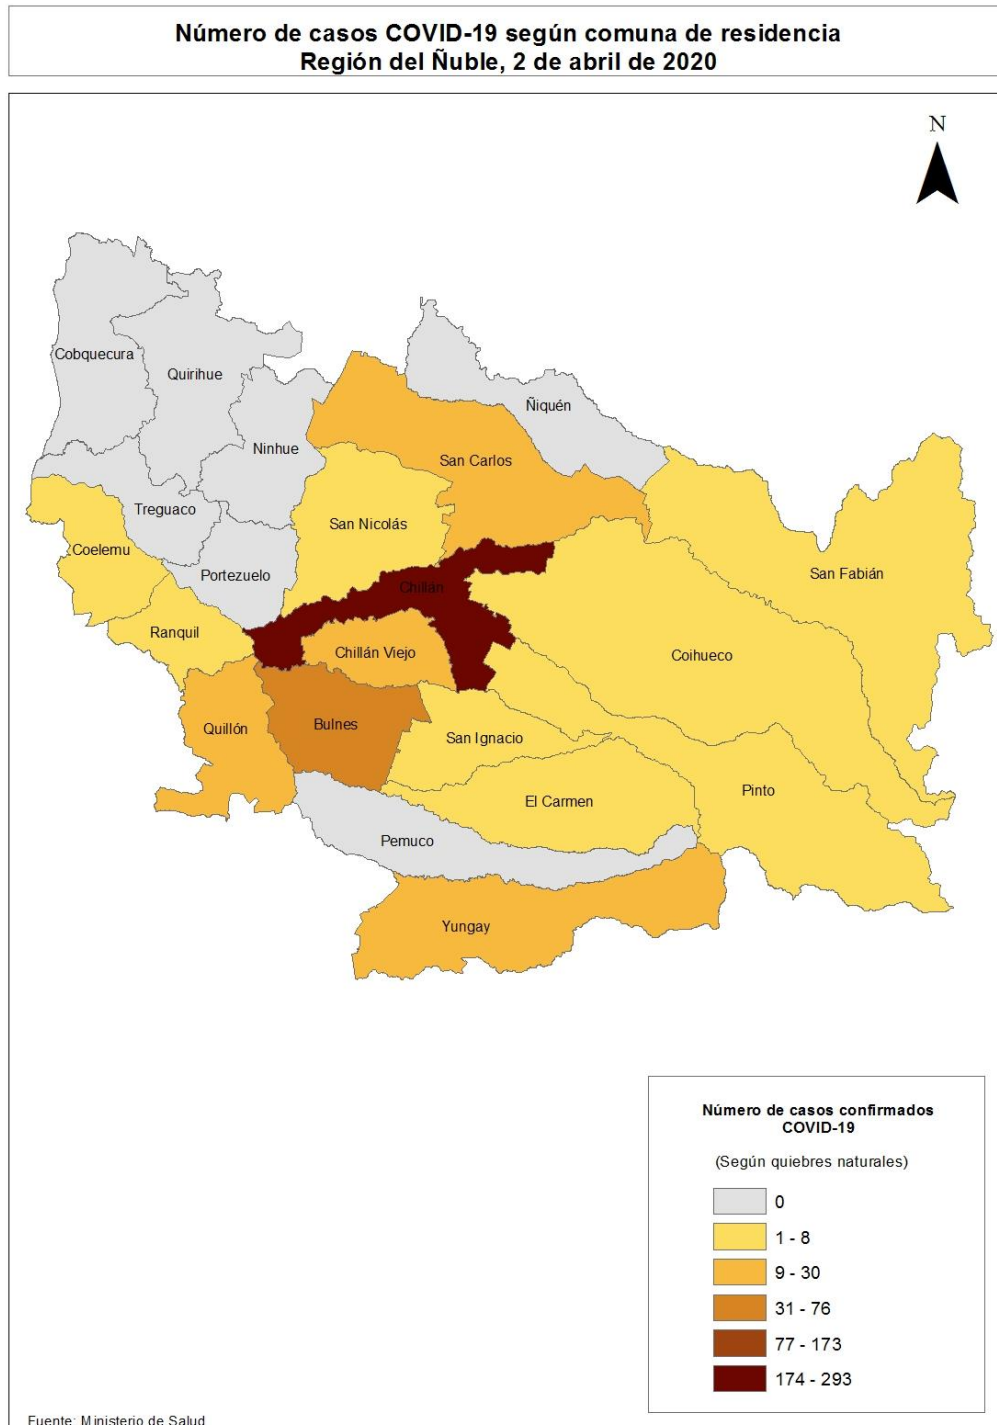 Número de casos COVID-19 según comuna de residencia
Región del Ñuble, 2 de abril de 2020
N
Cobquecura
Quirihue
Ñiquén
Ninhue
San Carlos
Treguaco
San Nicolás
Coelemu
Portezuelo
Chillán
San Fabián
Ranquil
Chillán Viejo
Coihueco
Quillón
Bulnes
San Ignacio
El Carmen
Pinto
Pemuco
Yungay
Número de casos confirmados
COVID-19
(Según quiebres naturales)
0
1 - 8
9 - 30
31 - 76
77 - 173
174 - 293
Fuente: Ministerio de Salud